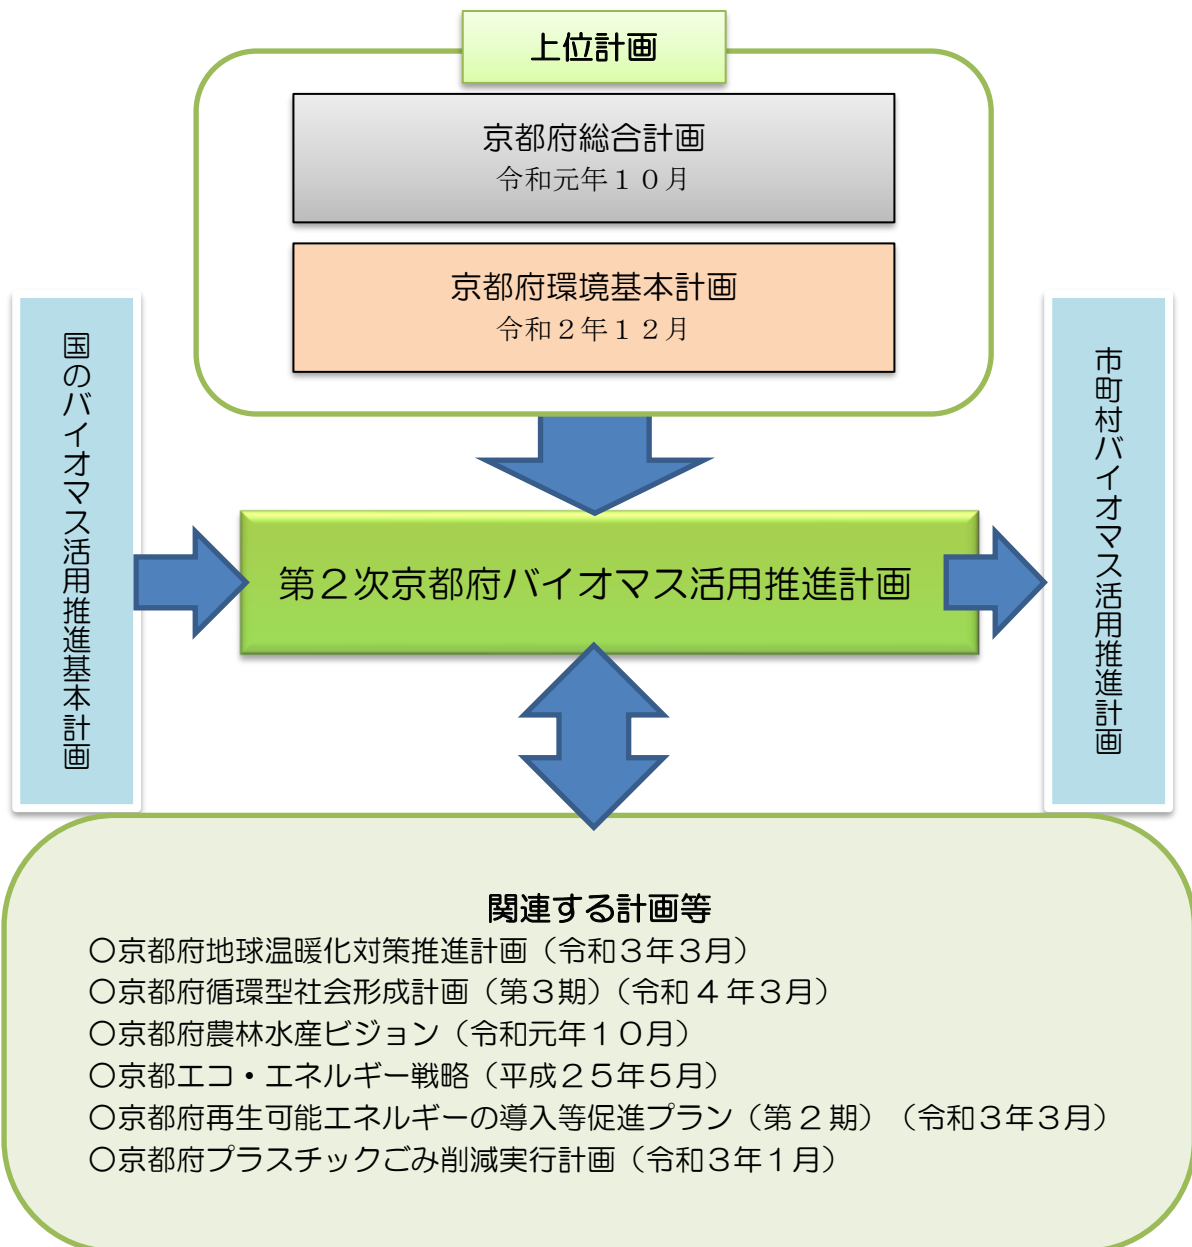 上位計画
京都府総合計画
令和元年１０月
京都府環境基本計画
令和２年１２月
国のバイオマス活用推進基本計画
第２次京都府バイオマス活用推進計画
市町村バイオマス活用推進計画
関連する計画等
○京都府地球温暖化対策推進計画（令和３年３月）
○京都府循環型社会形成計画（第３期）（令和４年３月）
○京都府農林水産ビジョン（令和元年１０月）
○京都エコ・エネルギー戦略（平成２５年５月）
○京都府再生可能エネルギーの導入等促進プラン（第２期）（令和３年３月）
○京都府プラスチックごみ削減実行計画（令和３年１月）